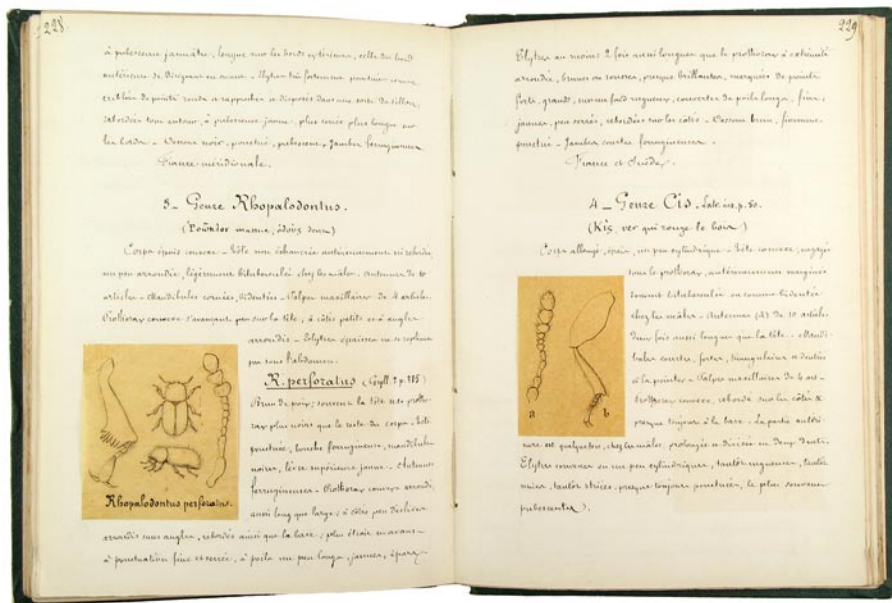 228
à pubescence jaunâtre, longue sur les bords extérieurs, celle du bord
antérieur se dirigeant en avant - Elytres très fortement ponctuées comme
criblées de points ronds et rapprochés et disposés dans une sorte de sillon,
rebordées tout autour, à pubescence jaune plus serrée plus longue sur
les bords - Dessous noir, ponctué, pubescent, Jambes ferrugineuses
France méridionale.
3_ Genre Rhopalodontus.
(massue, dent)
Corps épais convexe - Tête non échancrée antérieurement ni rebordée
un peu arrondie, légèrement bituberculée chez les mâles. Antennes de 10
articles - Mandibules cornées, bidentées - Palpes maxillaires de 4 articles
Prothorax convexe s'avançant peu sur la tête, à côtés petits et à angles
arrondis - Elytres épaisses ne se repliant
pas sous l'abdomen.
R. perforatus (Gyll. p. 385)
Brun de poix; souvent la tête et le protho-
rax plus noirs que le reste du corps - Tête
ponctuée, bouche ferrugineuse, mandibules
noires, lèvre supérieure jaune - Antennes
ferrugineuses - Prothorax convexe arrondi,
aussi long que large; à côtés peu déclives
arrondis sans angles, rebordés ainsi que la base; plus étroit en avant -
à ponctuation fine et serrée, à poils un peu longs, jaunes, épars -
Rhopalodontus perforatus.
229
Elytres au moins 2 fois aussi longues que le prothorax à extrémité
arrondie, brunes ou rousses, presque brillantes, marquées de points
forts, grands, sur un fond rugueux, couvertes de poils longs, fins,
jaunes, peu serrés, rebordées sur les côtés - Dessous brun, finement
ponctué - Jambes courtes ferrugineuses -
France et Suède.
4_ Genre Cis. Latr. p. 50.
(Kis, ver qui ronge le bois)
Corps allongé, épais, un peu cylindrique - Tête convexe, engagée
sous le prothorax, antérieurement marginée
souvent bituberculée ou comme bidentée
chez les mâles - Antennes (a) de 10 articles
deux fois aussi longues que la tête - Mandi-
bules courtes, fortes, triangulaires et dentées
à la pointe - Palpes maxillaires de 4 art -
Prothorax convexe, rebordé sur les côtés et
presque toujours à la base. La partie antéri-
eure est quelquefois, chez les mâles, prolongée et divisée en deux dents.
Elytres convexes ou un peu cylindriques, tantôt rugueuses, tantôt
unies, tantôt striées, presque toujours ponctuées, le plus souvent
pubescentes).
a b